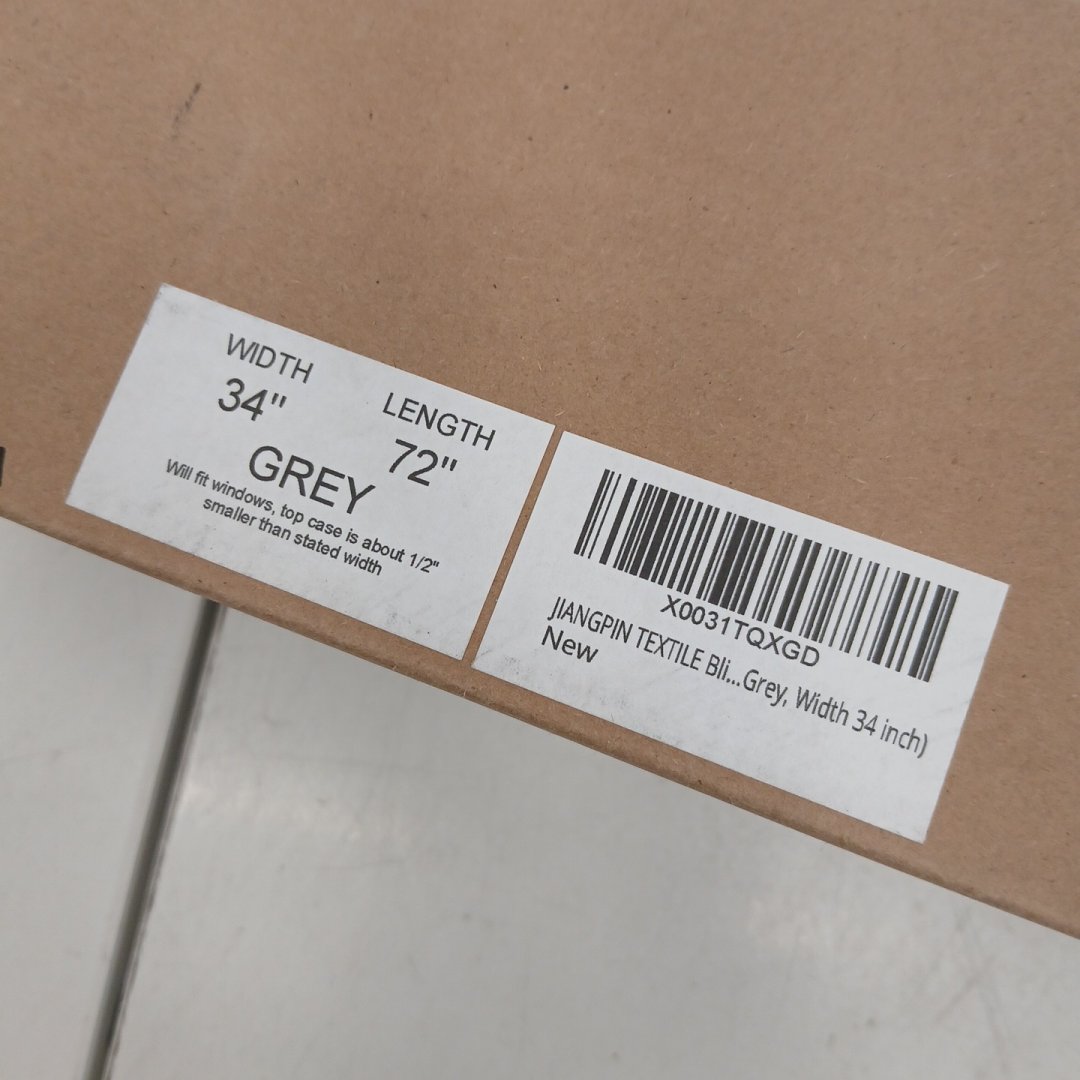 WIDTH
34"
LENGTH
72"
GREY
Will fit windows, top case is about 1/2"
smaller than stated width
X0031TQXGD
JIANGPIN TEXTILE Bli...Grey, Width 34 inch)
New